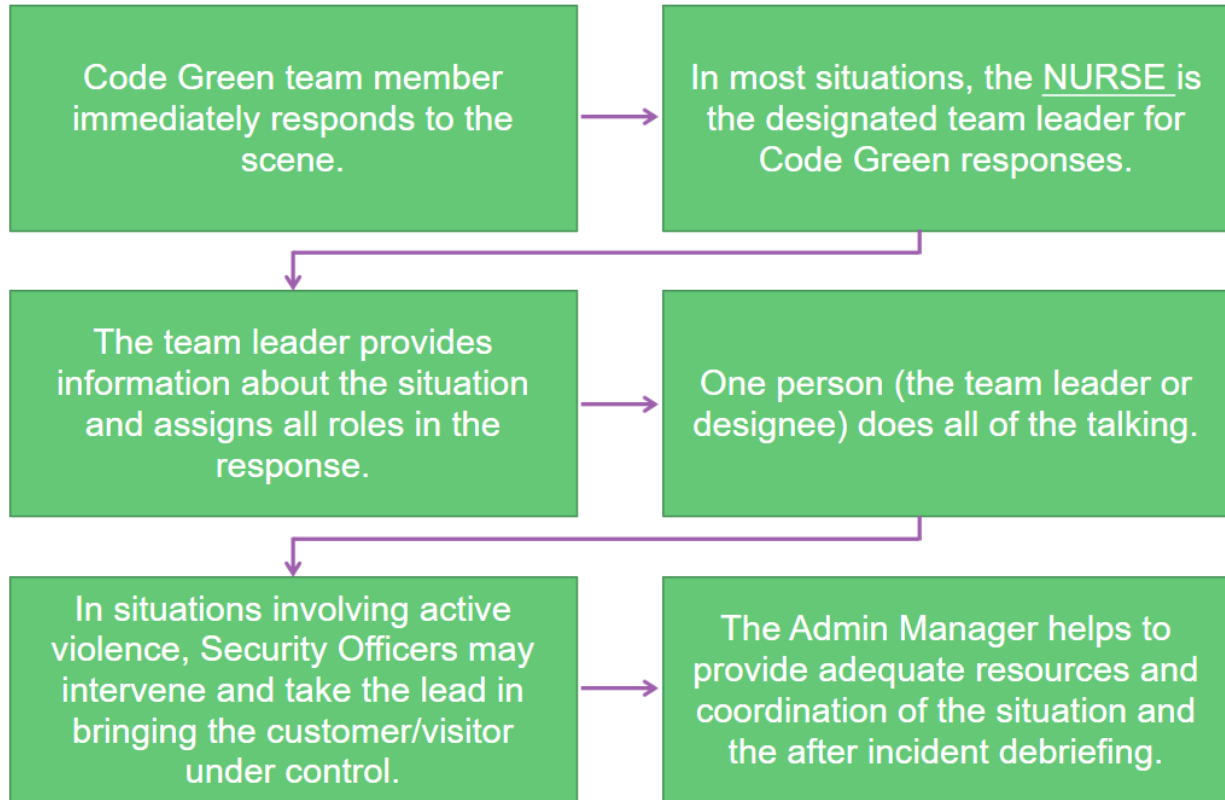 Code Green team member
immediately responds to the
scene.
In most situations, the NURSE is
the designated team leader for
Code Green responses.
The team leader provides
information about the situation
and assigns all roles in the
response.
One person (the team leader or
designee) does all of the talking.
In situations involving active
violence, Security Officers may
intervene and take the lead in
bringing the customer/visitor
under control.
The Admin Manager helps to
provide adequate resources and
coordination of the situation and
the after incident debriefing.